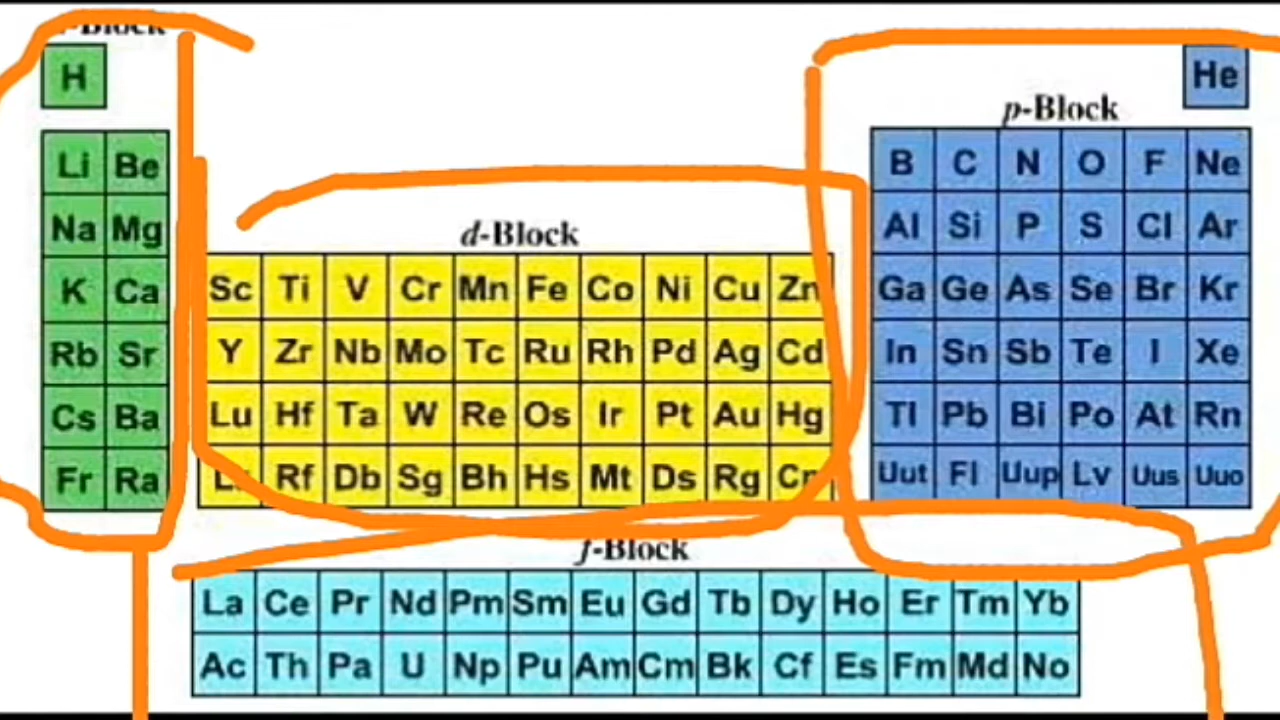 s-Block
H He
p-Block
Li Be B C N O F Ne
Na Mg Al Si P S Cl Ar
d-Block
K Ca Sc Ti V Cr Mn Fe Co Ni Cu Zn Ga Ge As Se Br Kr
Rb Sr Y Zr Nb Mo Tc Ru Rh Pd Ag Cd In Sn Sb Te I Xe
Cs Ba Lu Hf Ta W Re Os Ir Pt Au Hg Tl Pb Bi Po At Rn
Fr Ra Rf Db Sg Bh Hs Mt Ds Rg Cn Uut Fl Uup Lv Uus Uuo
f-Block
La Ce Pr Nd Pm Sm Eu Gd Tb Dy Ho Er Tm Yb
Ac Th Pa U Np Pu Am Cm Bk Cf Es Fm Md No